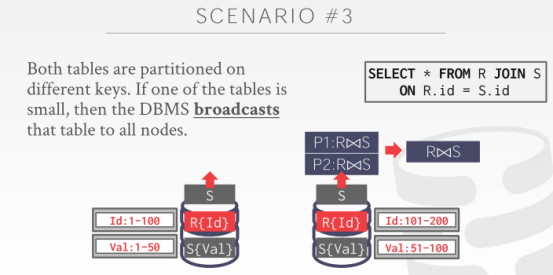 SCENARIO #3
Both tables are partitioned on
different keys. If one of the tables is
small, then the DBMS broadcasts
that table to all nodes.
SELECT * FROM R JOIN S
ON R.id = S.id
P1:R⋈S
P2:R⋈S
R⋈S
S
Id:1-100
R{Id}
Val:1-50
S{Val}
S
R{Id}
Id:101-200
S{Val}
Val:51-100